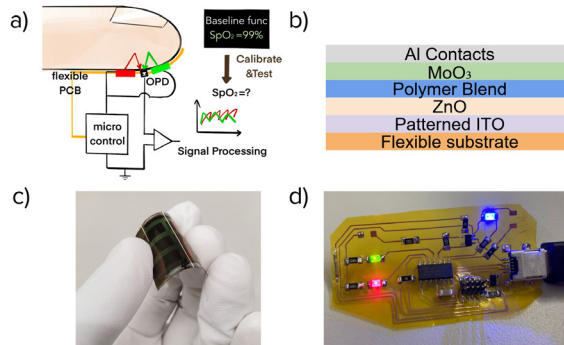 a)
Baseline func
SpO₂ =99%
Calibrate
&Test
flexible
PCB
OPD
SpO₂=?
micro
control
Signal Processing
b)
Al Contacts
MoO₃
Polymer Blend
ZnO
Patterned ITO
Flexible substrate
c)
d)